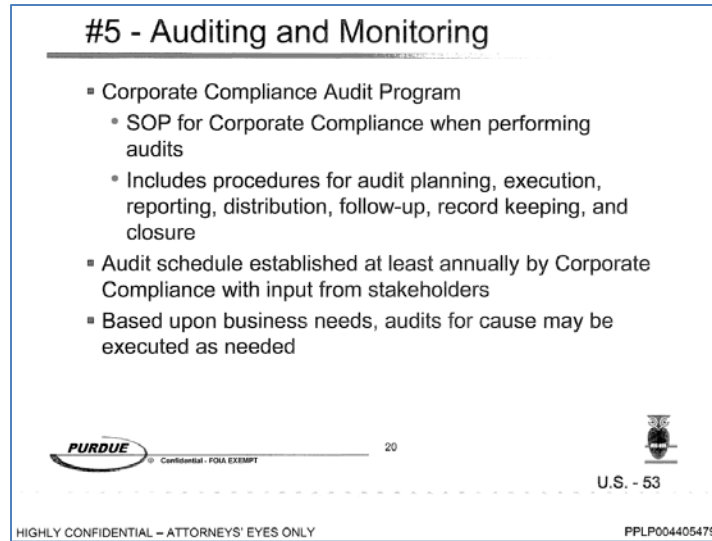 #5 - Auditing and Monitoring
▪ Corporate Compliance Audit Program
• SOP for Corporate Compliance when performing
audits
• Includes procedures for audit planning, execution,
reporting, distribution, follow-up, record keeping, and
closure
▪ Audit schedule established at least annually by Corporate
Compliance with input from stakeholders
▪ Based upon business needs, audits for cause may be
executed as needed
PURDUE
® Confidential - FOIA EXEMPT
20
U.S. - 53
HIGHLY CONFIDENTIAL – ATTORNEYS' EYES ONLY
PPLP004405479